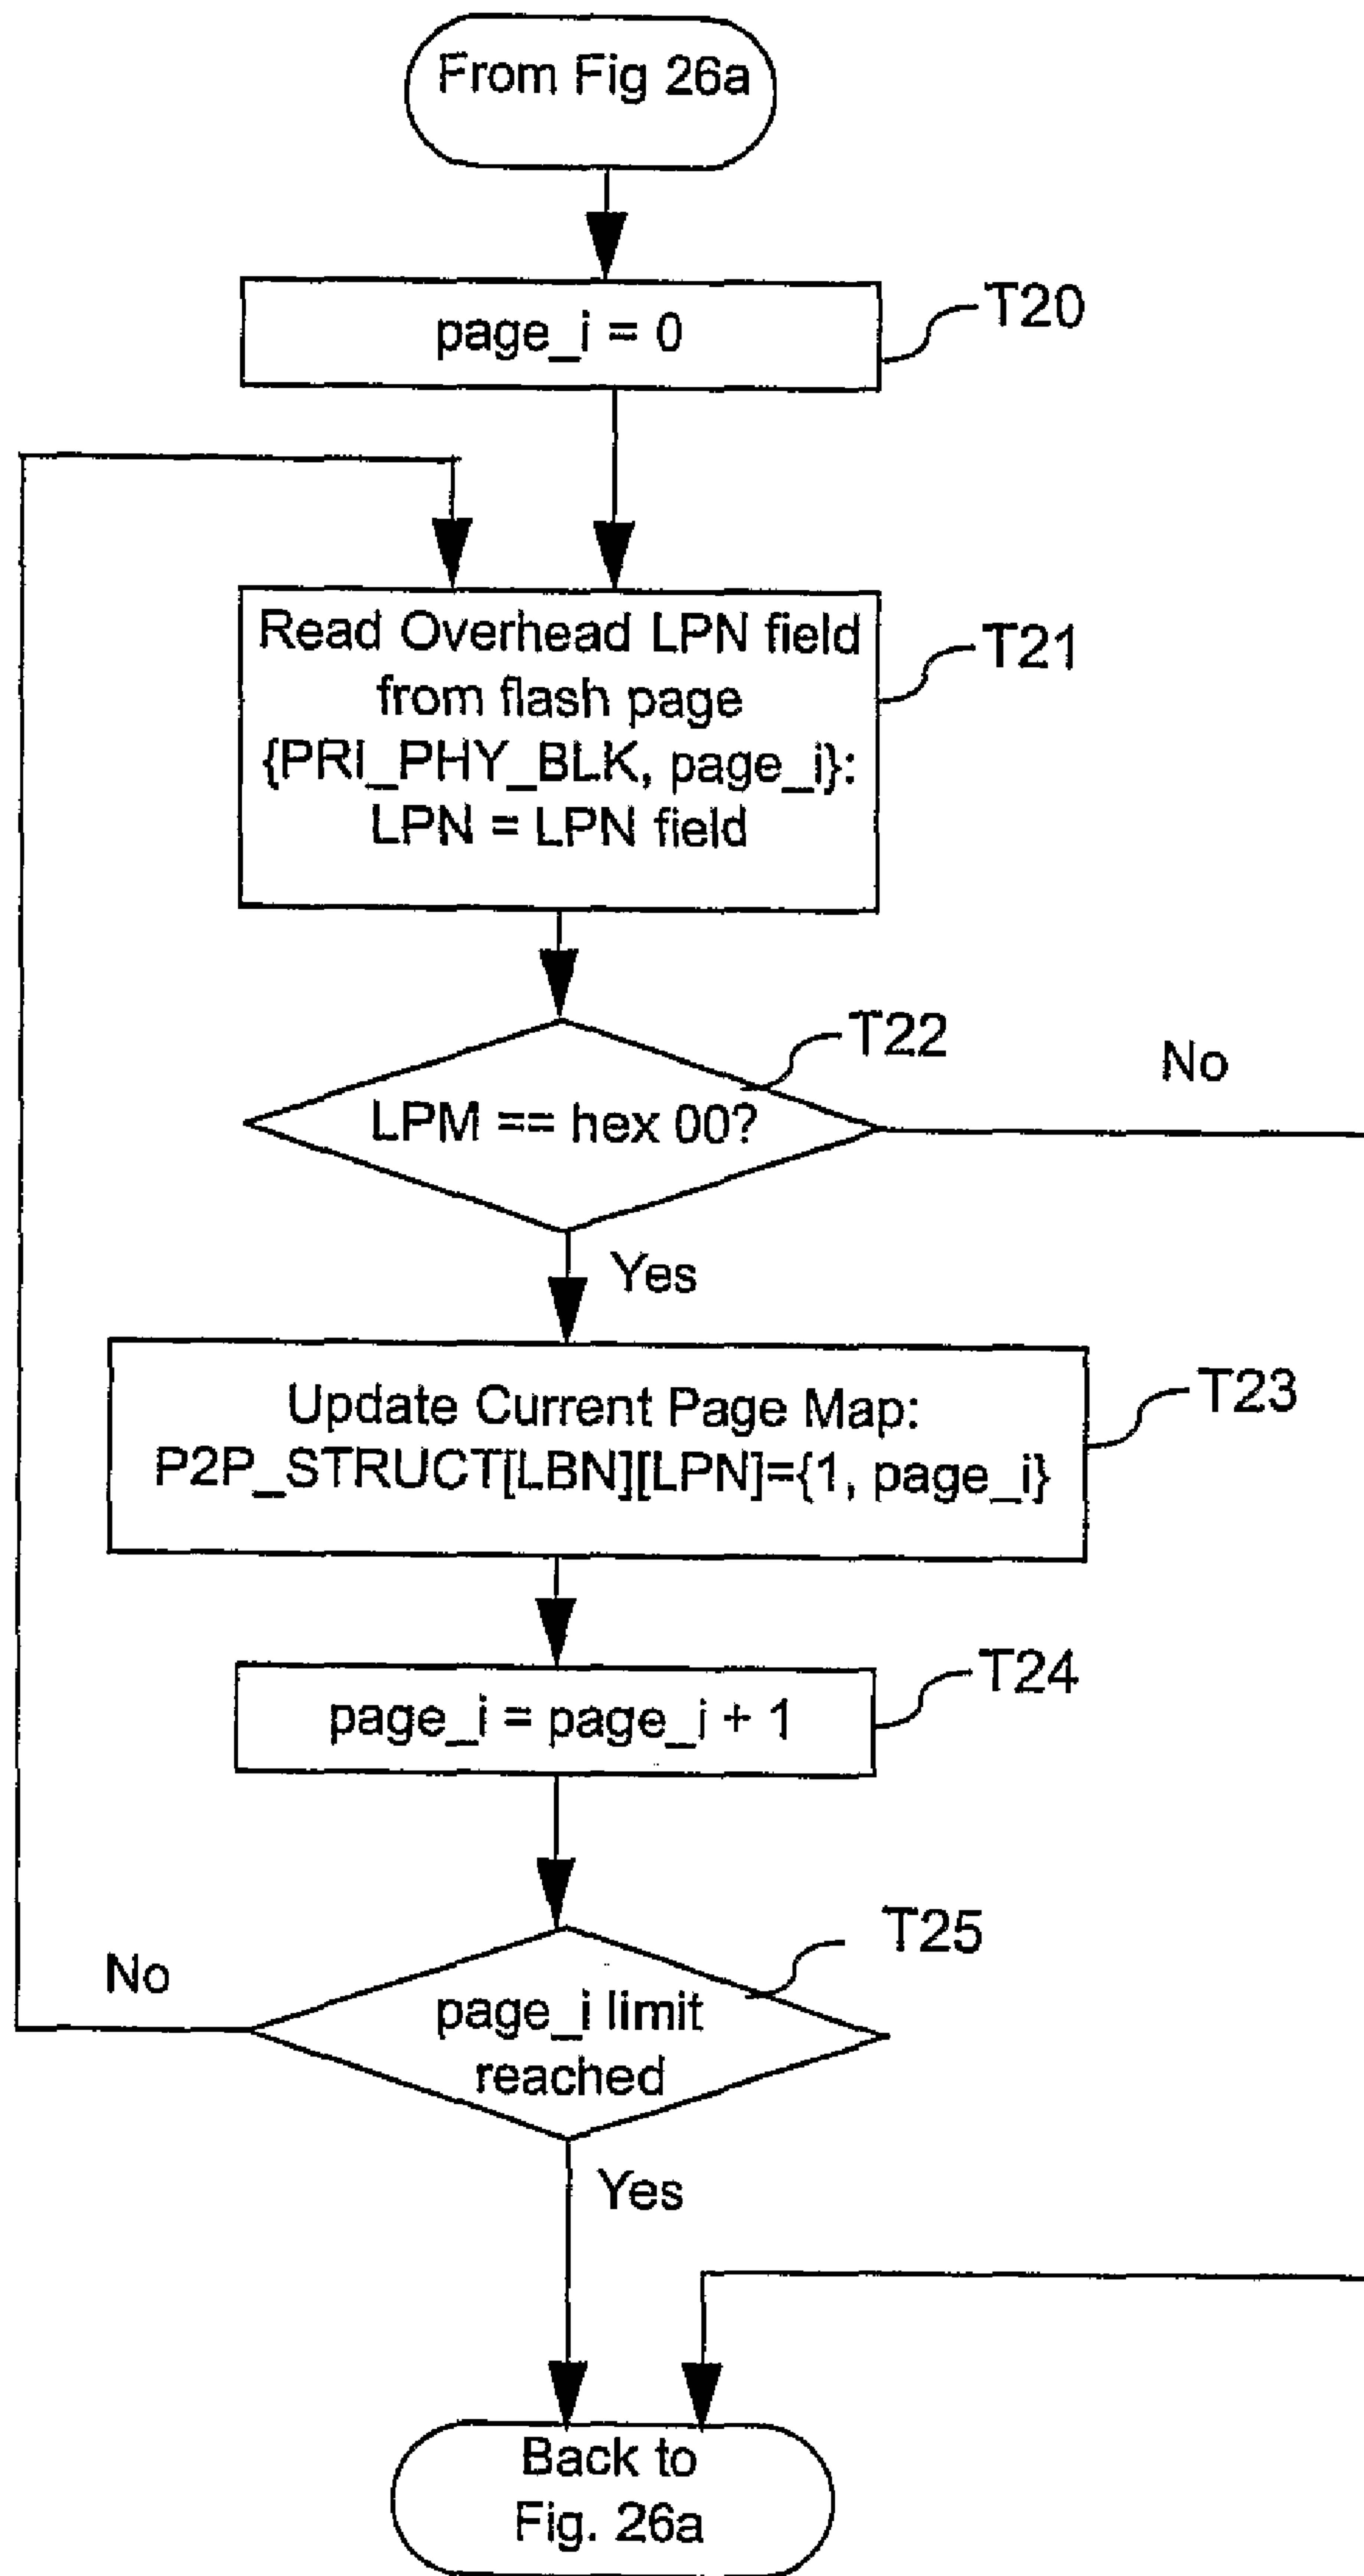 From Fig 26a
page_i = 0
T20
Read Overhead LPN field
from flash page
{PRI_PHY_BLK, page_i}:
LPN = LPN field
T21
T22
No
LPM == hex 00?
Yes
Update Current Page Map:
P2P_STRUCT[LBN][LPN]={1, page_i}
T23
T24
page_i = page_i + 1
T25
No
page_i limit
reached
Yes
Back to
Fig. 26a